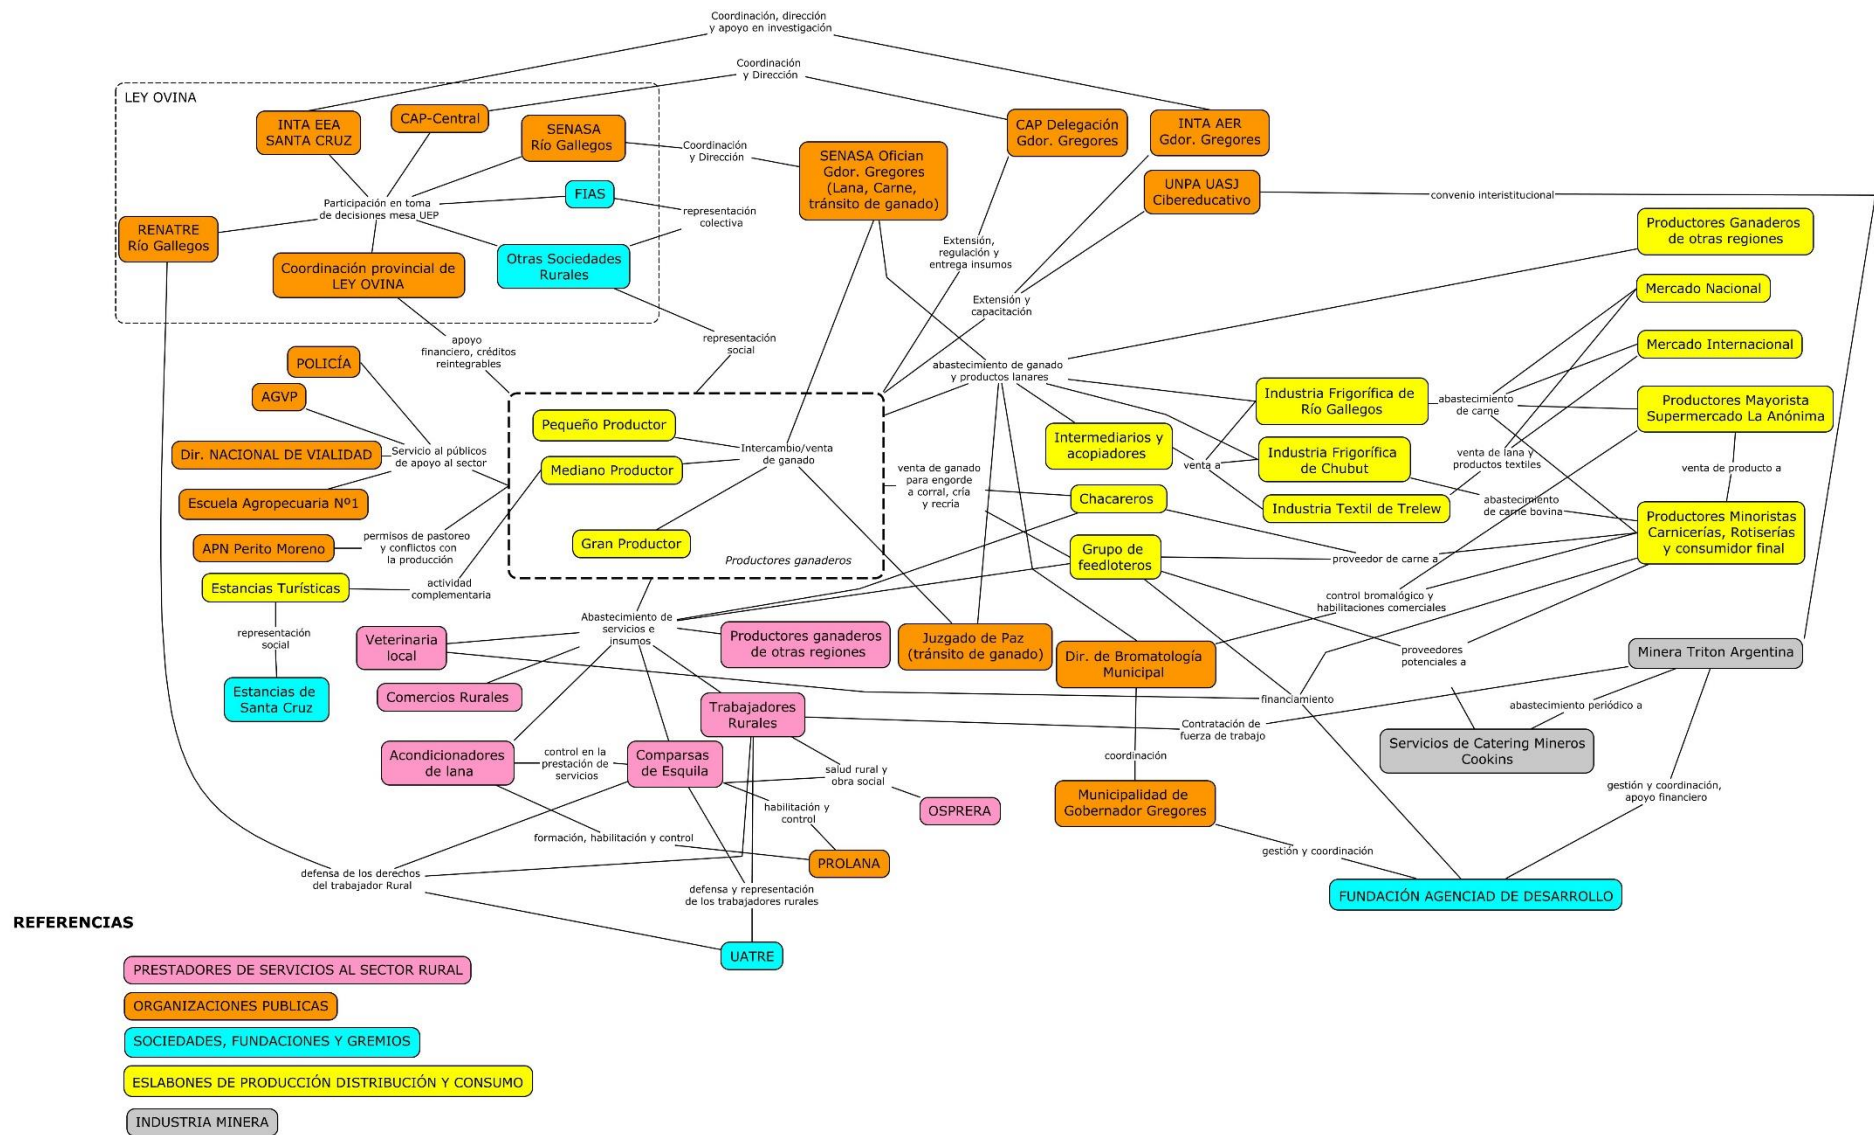 Coordinación, dirección
y apoyo en investigación
Coordinación
y Dirección
LEY OVINA
INTA EEA
SANTA CRUZ
CAP-Central
SENASA
Río Gallegos
Coordinación
y Dirección
SENASA Ofician
Gdor. Gregores
(Lana, Carne,
tránsito de ganado)
CAP Delegación
Gdor. Gregores
INTA AER
Gdor. Gregores
UNPA UASJ
Cibereducativo
convenio interistitucional
FIAS
Participación en toma
de decisiones mesa UEP
representación
colectiva
RENATRE
Río Gallegos
Coordinación provincial de
LEY OVINA
Otras Sociedades
Rurales
Extensión,
regulación y
entrega insumos
Extensión y
capacitación
Productores Ganaderos
de otras regiones
Mercado Nacional
Mercado Internacional
apoyo
financiero, créditos
reintegrables
representación
social
abastecimiento de ganado
y productos lanares
POLICÍA
AGVP
Dir. NACIONAL DE VIALIDAD
Servicio al públicos
de apoyo al sector
Escuela Agropecuaria Nº1
APN Perito Moreno
permisos de pastoreo
y conflictos con
la producción
Estancias Turísticas
actividad
complementaria
representación
social
Estancias de
Santa Cruz
Pequeño Productor
Mediano Productor
Gran Productor
Intercambio/venta
de ganado
Productores ganaderos
Industria Frigorífica de
Río Gallegos
abastecimiento
de carne
Productores Mayorista
Supermercado La Anónima
Intermediarios y
acopiadores
venta a
Industria Frigorífica
de Chubut
venta de lana y
productos textiles
venta de producto a
Industria Textil de Trelew
abastecimiento
de carne bovina
venta de ganado
para engorde
a corral, cría
y recría
Chacareros
Grupo de
feedloteros
proveedor de carne a
Productores Minoristas
Carnicerías, Rotiserías
y consumidor final
control bromalógico y
habilitaciones comerciales
Abastecimiento de
servicios e
insumos
Veterinaria
local
Productores ganaderos
de otras regiones
Juzgado de Paz
(tránsito de ganado)
Dir. de Bromatología
Municipal
proveedores
potenciales a
Minera Triton Argentina
Comercios Rurales
Trabajadores
Rurales
financiamiento
Contratación de
fuerza de trabajo
abastecimiento periódico a
Servicios de Catering Mineros
Cookins
Acondicionadores
de lana
control en la
prestación de
servicios
Comparsas
de Esquila
salud rural y
obra social
OSPRERA
coordinación
Municipalidad de
Gobernador Gregores
gestión y coordinación,
apoyo financiero
habilitación y
control
formación, habilitación y control
PROLANA
gestión y coordinación
defensa de los derechos
del trabajador Rural
defensa y representación
de los trabajadores rurales
FUNDACIÓN AGENCIAD DE DESARROLLO
UATRE
REFERENCIAS
PRESTADORES DE SERVICIOS AL SECTOR RURAL
ORGANIZACIONES PUBLICAS
SOCIEDADES, FUNDACIONES Y GREMIOS
ESLABONES DE PRODUCCIÓN DISTRIBUCIÓN Y CONSUMO
INDUSTRIA MINERA